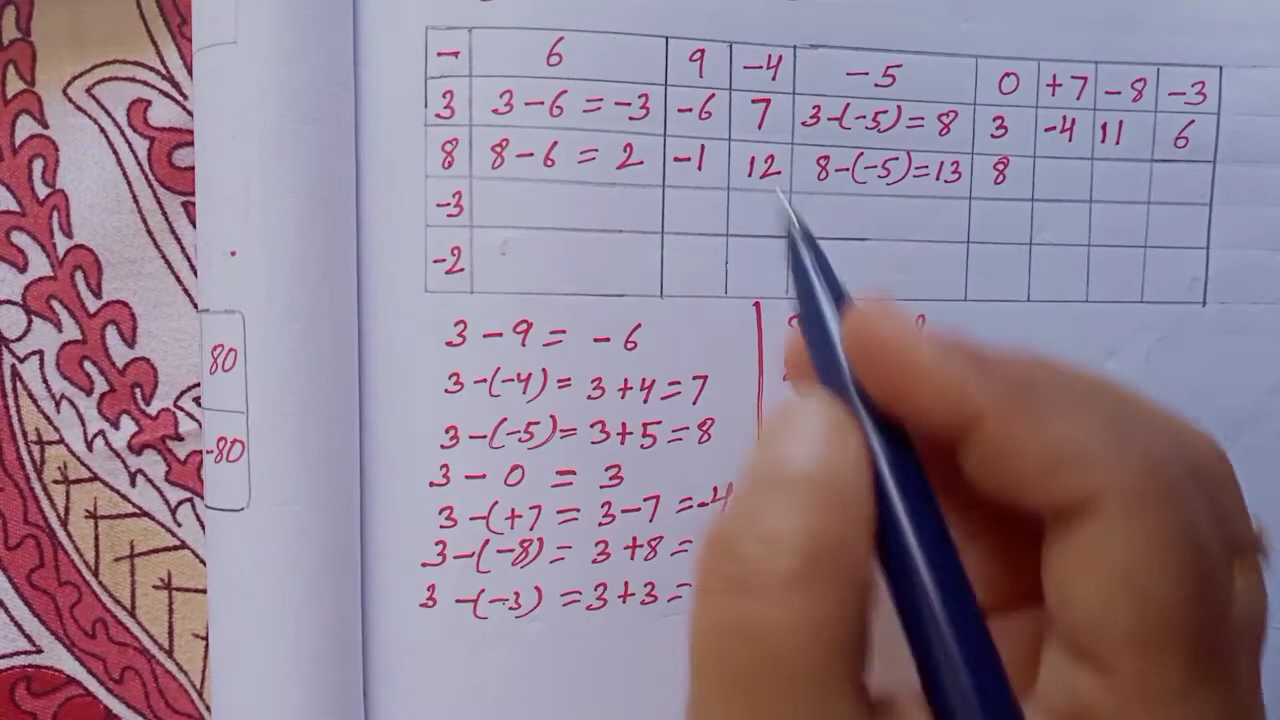 - 6 9 -4 -5 0 +7 -8 -3
3 3-6 = -3 -6 7 3-(-5)=8 3 -4 11 6
8 8-6 = 2 -1 12 8-(-5)=13 8
-3
-2
80
-80
3-9 = -6
3-(-4) = 3+4=7
3-(-5)= 3+5=8
3-0 = 3
3-(+7 = 3-7 =-4
3-(-8) = 3+8=
3-(-3) =3+3=